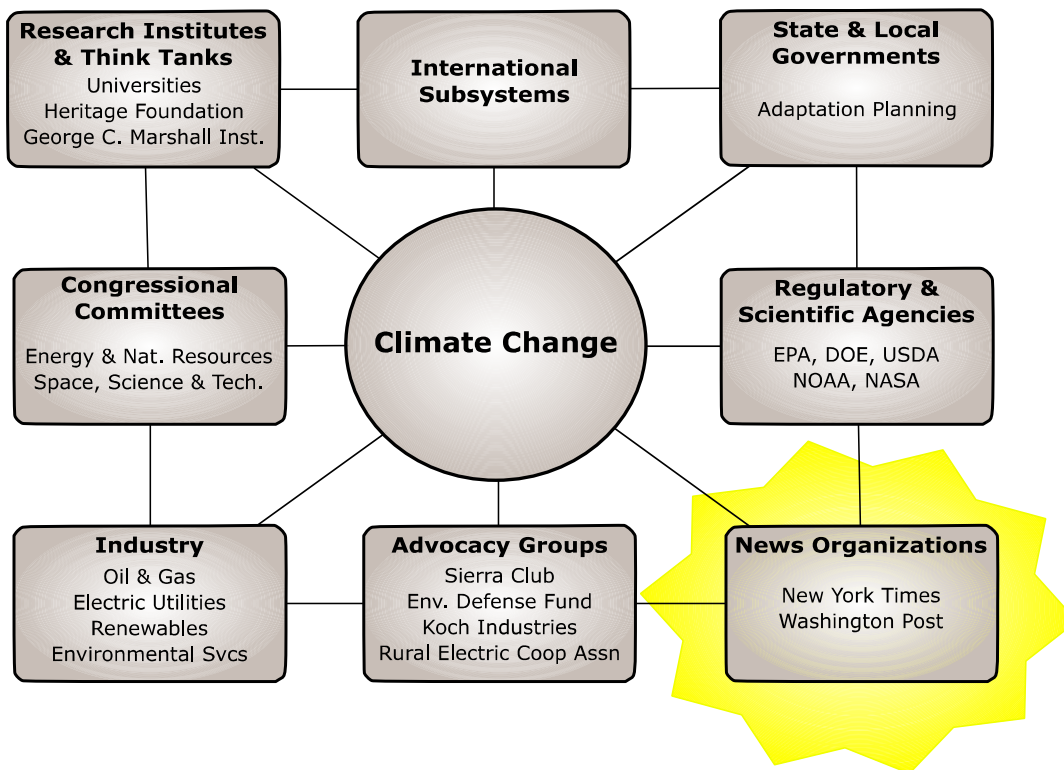 Research Institutes
& Think Tanks
Universities
Heritage Foundation
George C. Marshall Inst.
International
Subsystems
State & Local
Governments
Adaptation Planning
Congressional
Committees
Energy & Nat. Resources
Space, Science & Tech.
Climate Change
Regulatory &
Scientific Agencies
EPA, DOE, USDA
NOAA, NASA
Industry
Oil & Gas
Electric Utilities
Renewables
Environmental Svcs
Advocacy Groups
Sierra Club
Env. Defense Fund
Koch Industries
Rural Electric Coop Assn
News Organizations
New York Times
Washington Post